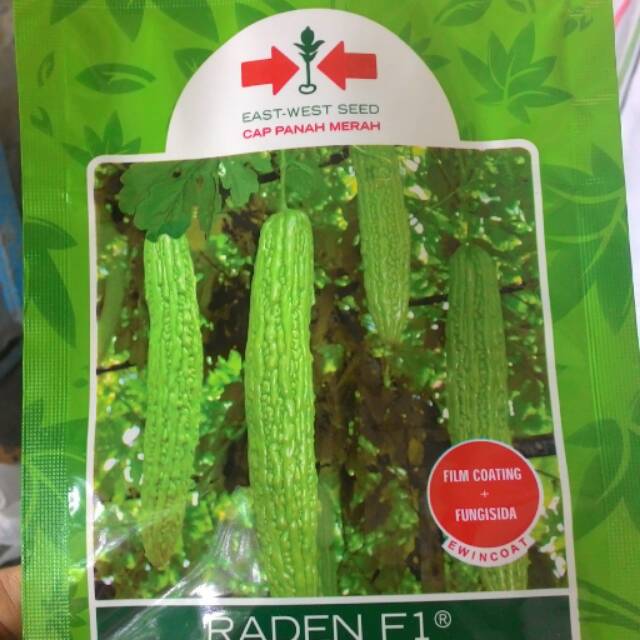 EAST-WEST SEED
CAP PANAH MERAH
FILM COATING
+
FUNGISIDA
EWINCOAT
RADEN F1®